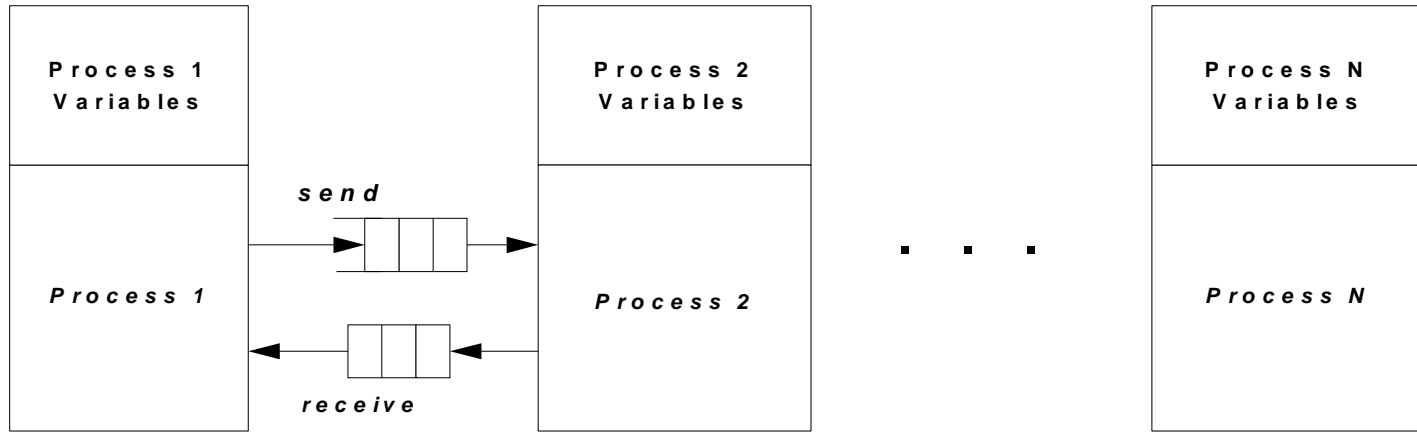 Process 1
Variables
Process 2
Variables
Process N
Variables
send
Process 1
Process 2
Process N
receive